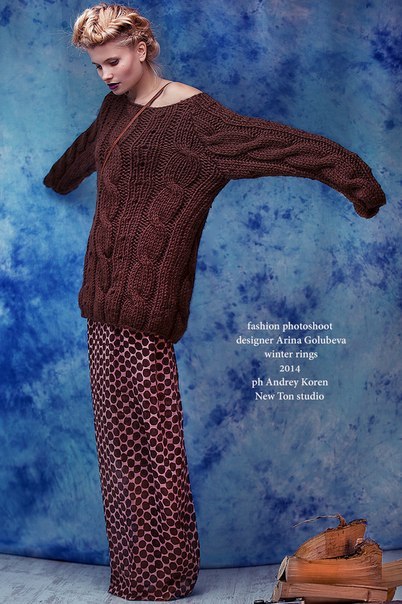 fashion photoshoot
designer Arina Golubeva
winter rings
2014
ph Andrey Koren
New Ton studio